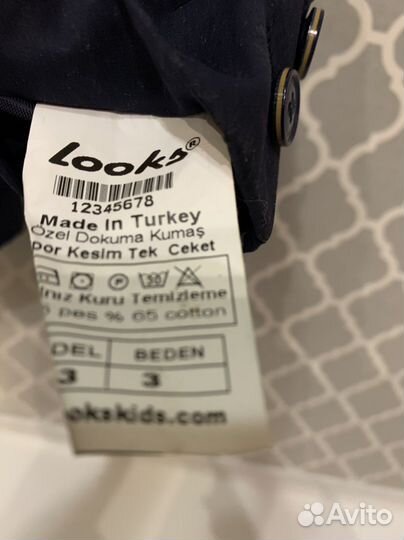 Looks®
12345678
Made In Turkey
Özel Dokuma Kumaş
por Kesim Tek Ceket
nız Kuru Temizleme
pes % 65 cotton
DEL BEDEN
3 3
okskids.com
Avito